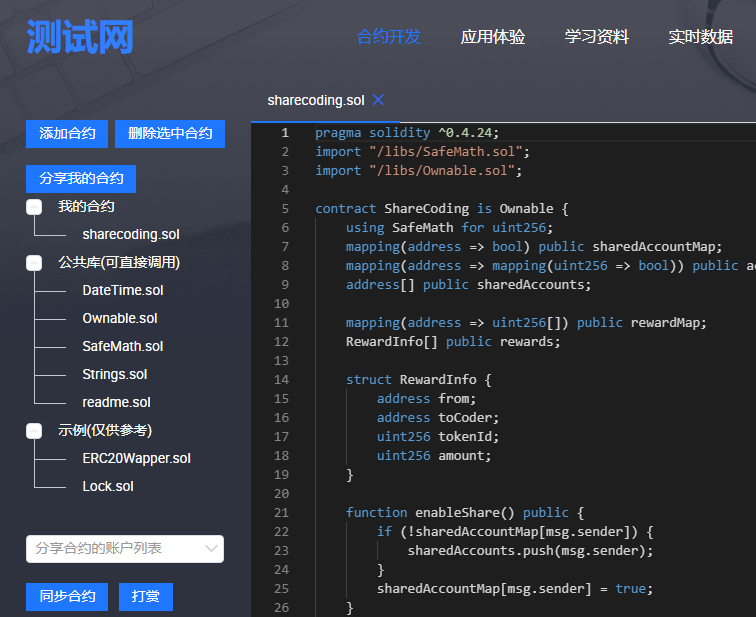 测试网
合约开发 应用体验 学习资料 实时数据
sharecoding.sol
添加合约 删除选中合约
分享我的合约
我的合约
sharecoding.sol
公共库(可直接调用)
DateTime.sol
Ownable.sol
SafeMath.sol
Strings.sol
readme.sol
示例(仅供参考)
ERC20Wapper.sol
Lock.sol
分享合约的账户列表
同步合约 打赏
1 pragma solidity ^0.4.24;
2 import "/libs/SafeMath.sol";
3 import "/libs/Ownable.sol";
4
5 contract ShareCoding is Ownable {
6 using SafeMath for uint256;
7 mapping(address => bool) public sharedAccountMap;
8 mapping(address => mapping(uint256 => bool)) public
9 address[] public sharedAccounts;
10
11 mapping(address => uint256[]) public rewardMap;
12 RewardInfo[] public rewards;
13
14 struct RewardInfo {
15 address from;
16 address toCoder;
17 uint256 tokenId;
18 uint256 amount;
19 }
20
21 function enableShare() public {
22 if (!sharedAccountMap[msg.sender]) {
23 sharedAccounts.push(msg.sender);
24 }
25 sharedAccountMap[msg.sender] = true;
26 }